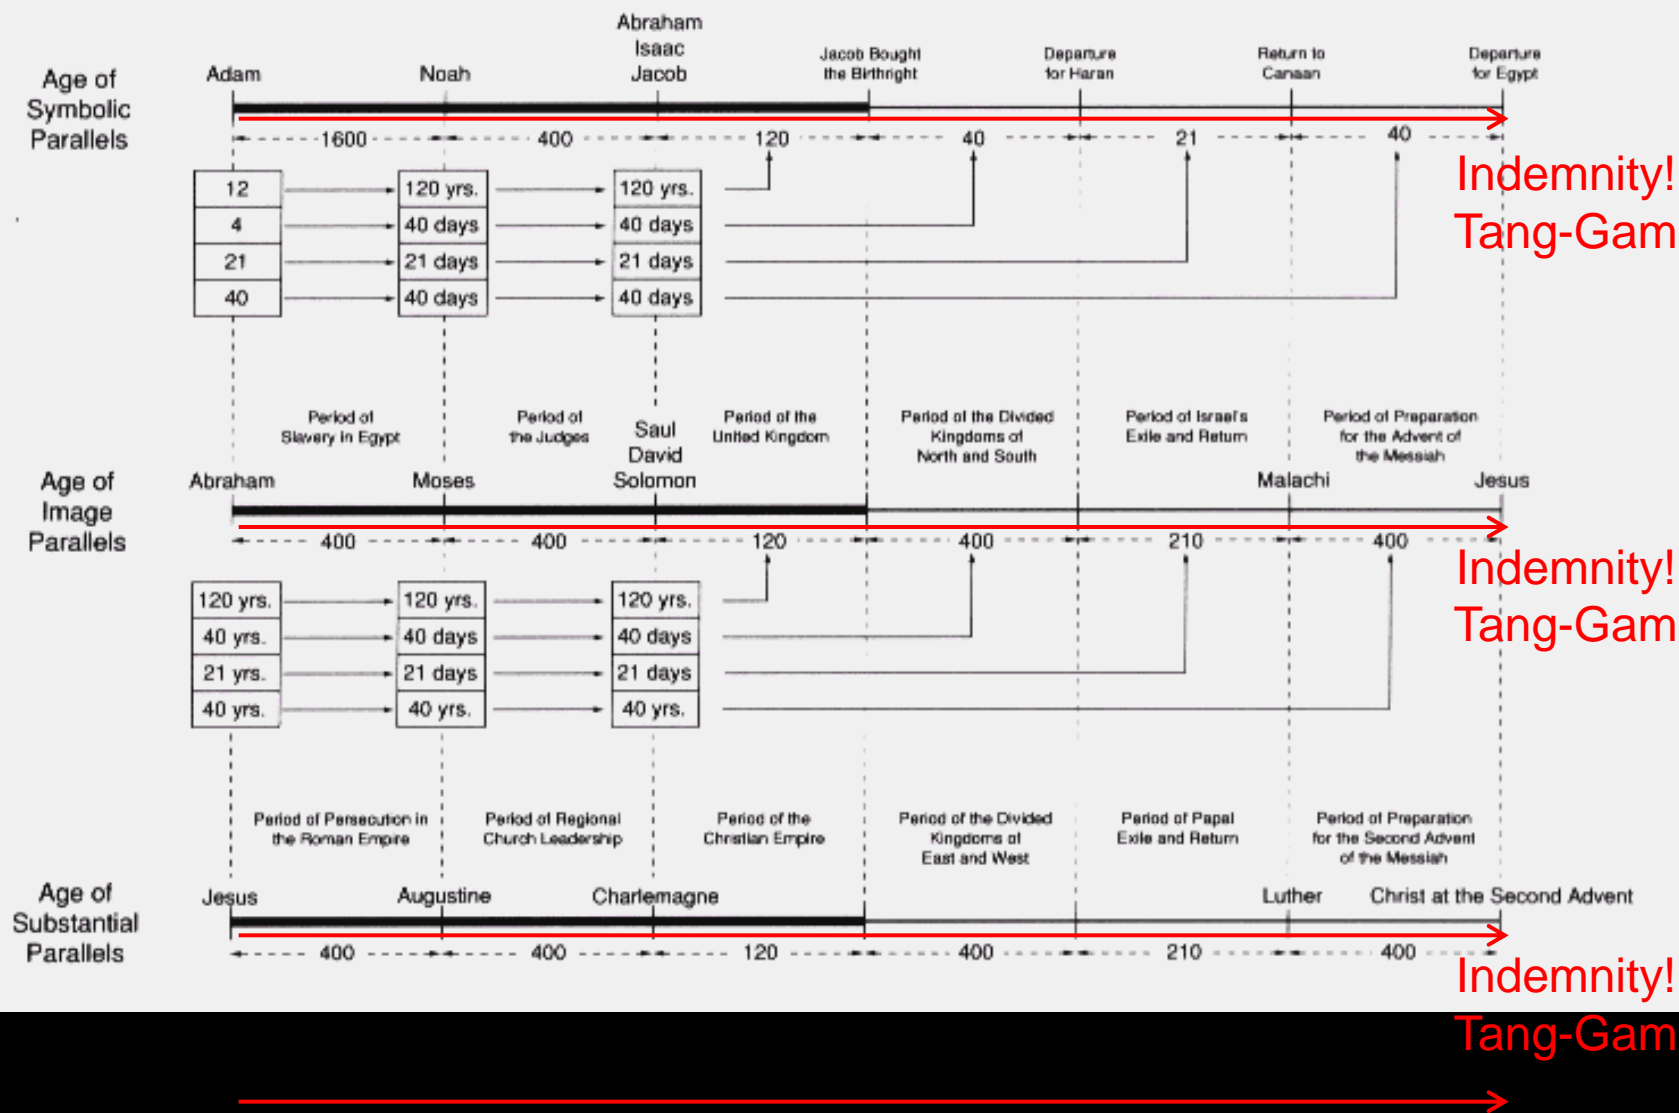 Age of
Symbolic
Parallels
Adam
Noah
Abraham
Isaac
Jacob
Jacob Bought
the Birthright
Departure
for Haran
Return to
Canaan
Departure
for Egypt
1600 400 120 40 21 40
Indemnity!
Tang-Gam
12 120 yrs. 120 yrs.
4 40 days 40 days
21 21 days 21 days
40 40 days 40 days
Period of
Slavery in Egypt
Period of
the Judges
Period of the
United Kingdom
Period of the Divided
Kingdoms of
North and South
Period of Israel's
Exile and Return
Period of Preparation
for the Advent of
the Messiah
Age of
Image
Parallels
Abraham
Moses
Saul
David
Solomon
Malachi
Jesus
400 400 120 400 210 400
Indemnity!
Tang-Gam
120 yrs. 120 yrs. 120 yrs.
40 yrs. 40 days 40 days
21 yrs. 21 days 21 days
40 yrs. 40 yrs. 40 yrs.
Period of Persecution in
the Roman Empire
Period of Regional
Church Leadership
Period of the
Christian Empire
Period of the Divided
Kingdoms of
East and West
Period of Papal
Exile and Return
Period of Preparation
for the Second Advent
of the Messiah
Age of
Substantial
Parallels
Jesus
Augustine
Charlemagne
Luther
Christ at the Second Advent
400 400 120 400 210 400
Indemnity!
Tang-Gam